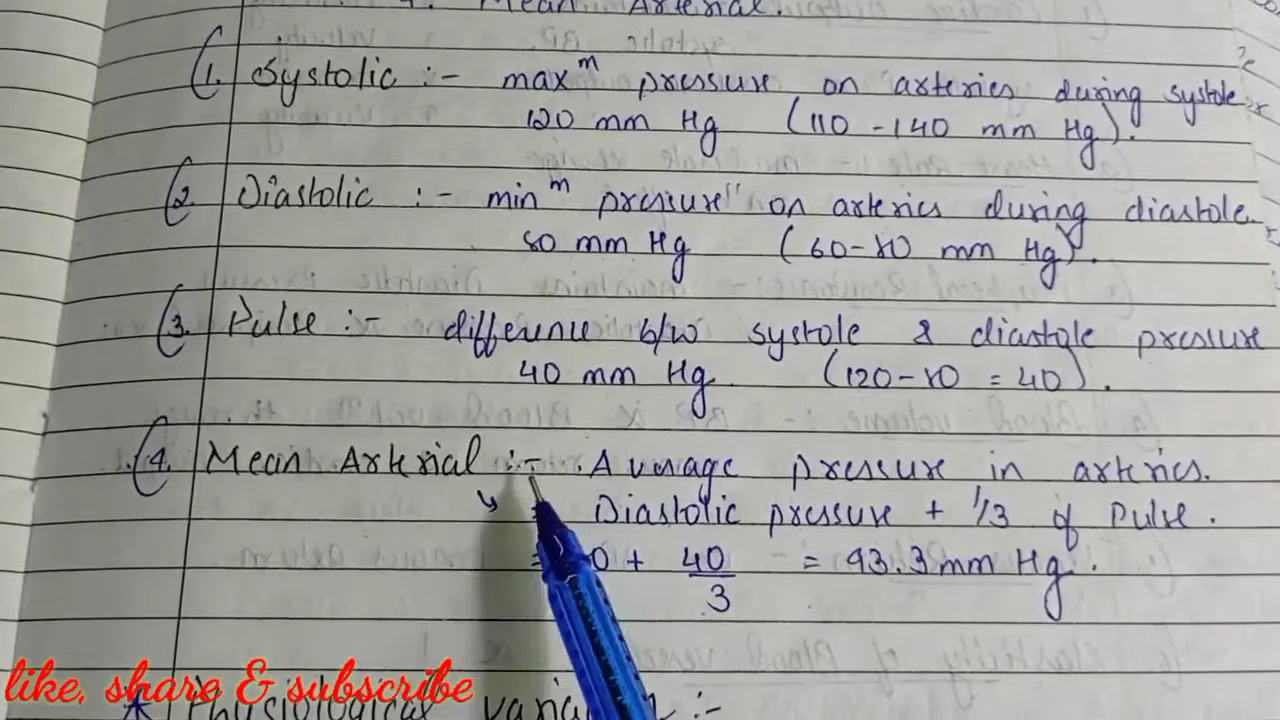 4. Mean Arterial.
1. Systolic :- max^m pressure on arteries during systole
120 mm Hg (110-140 mm Hg).
2. Diastolic :- min^m pressure" on arteries during diastole
80 mm Hg (60-80 mm Hg).
3. Pulse :- difference b/w systole & diastole pressure
40 mm Hg (120-80 = 40).
4. Mean Arterial :- Average pressure in arteries.
= Diastolic pressure + 1/3 of Pulse.
= 0 + 40/3 = 93.3 mm Hg.
like, share & subscribe
* Physiological :-